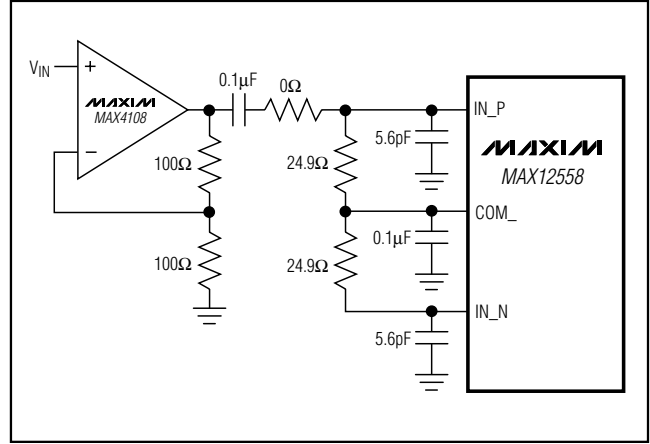 V_IN
+
−
MAXIM
MAX4108
0.1µF
0Ω
100Ω
100Ω
24.9Ω
24.9Ω
5.6pF
0.1µF
5.6pF
IN_P
COM_
IN_N
MAXIM
MAX12558